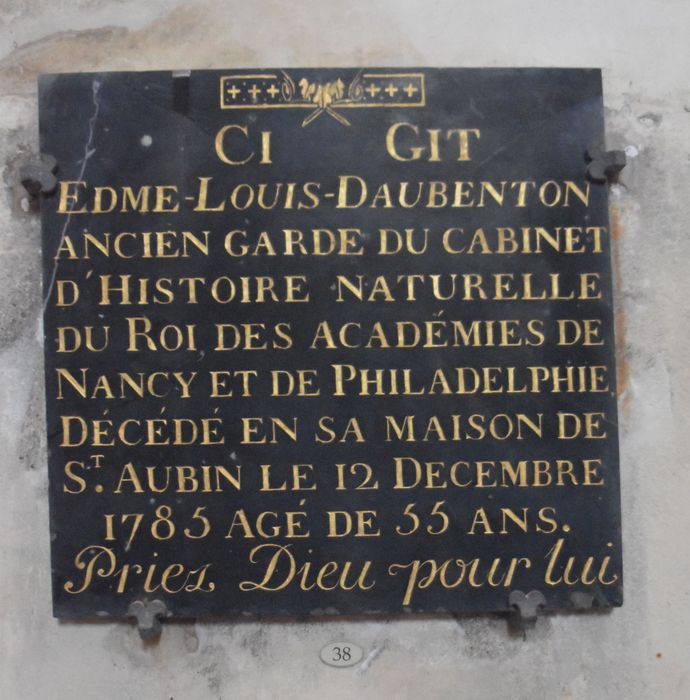 CI GIT
EDME-LOUIS-DAUBENTON
ANCIEN GARDE DU CABINET
D'HISTOIRE NATURELLE
DU ROI, DES ACADÉMIES DE
NANCY ET DE PHILADELPHIE
DÉCÉDÉ EN SA MAISON DE
ST. AUBIN LE 12 DECEMBRE
1785 AGÉ DE 55 ANS.
Priez Dieu pour lui
38